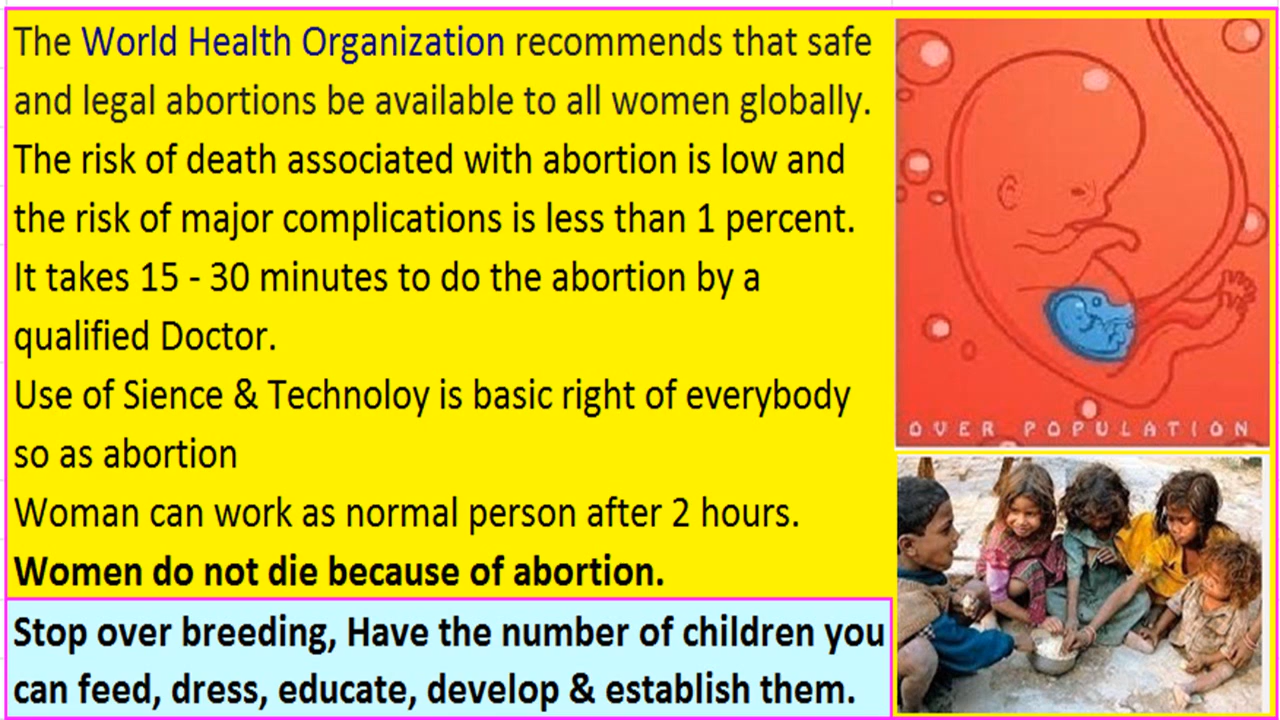 The World Health Organization recommends that safe
and legal abortions be available to all women globally.
The risk of death associated with abortion is low and
the risk of major complications is less than 1 percent.
It takes 15 - 30 minutes to do the abortion by a
qualified Doctor.
Use of Sience & Technoloy is basic right of everybody
so as abortion
Woman can work as normal person after 2 hours.
Women do not die because of abortion.
Stop over breeding, Have the number of children you
can feed, dress, educate, develop & establish them.
OVER POPULATION